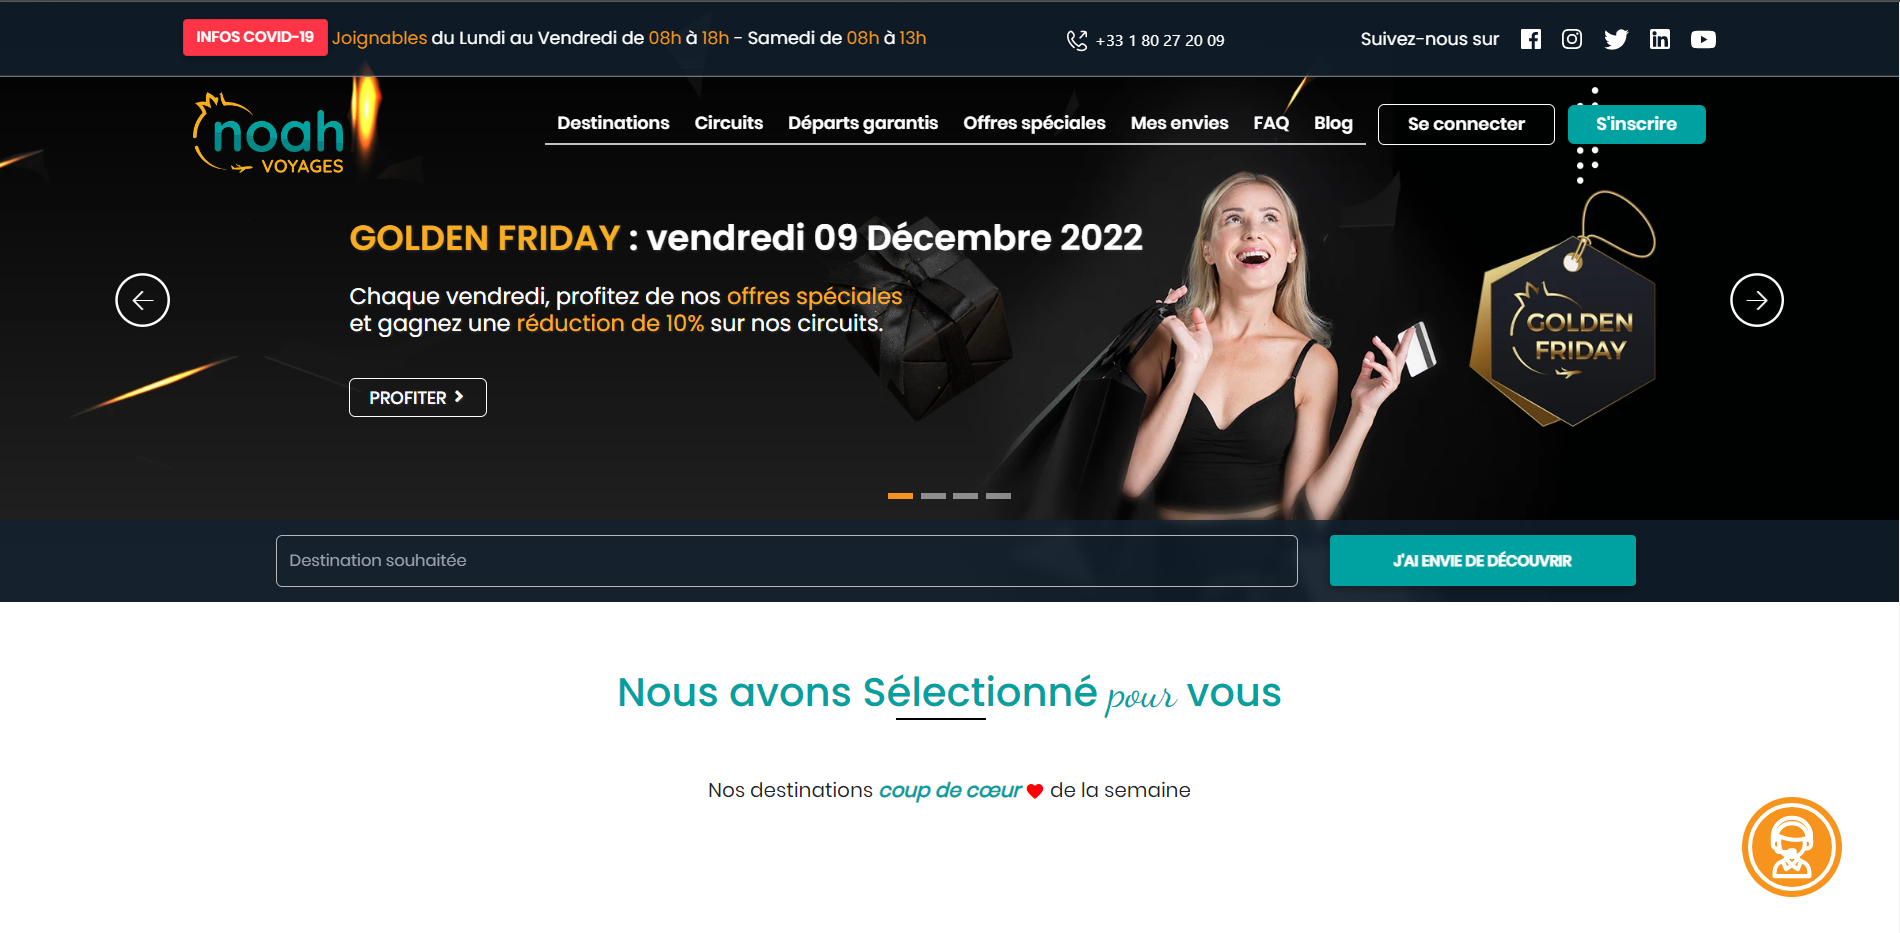 INFOS COVID-19 Joignables du Lundi au Vendredi de 08h à 18h - Samedi de 08h à 13h
+33 1 80 27 20 09
Suivez-nous sur
noah
VOYAGES
Destinations Circuits Départs garantis Offres spéciales Mes envies FAQ Blog
Se connecter
S'inscrire
GOLDEN FRIDAY : vendredi 09 Décembre 2022
Chaque vendredi, profitez de nos offres spéciales
et gagnez une réduction de 10% sur nos circuits.
PROFITER
GOLDEN
FRIDAY
Destination souhaitée
J'AI ENVIE DE DÉCOUVRIR
Nous avons Sélectionné pour vous
Nos destinations coup de cœur de la semaine